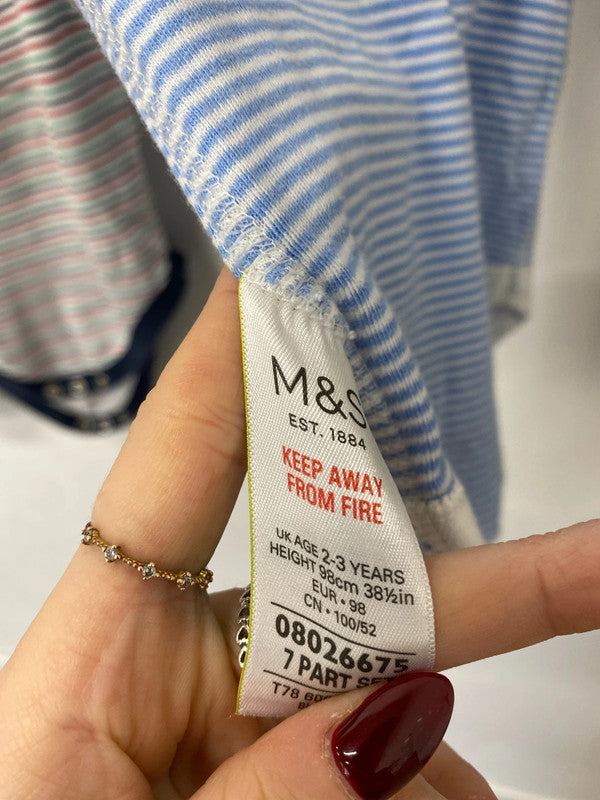 M&S
EST. 1884
KEEP AWAY
FROM FIRE
UK AGE 2-3 YEARS
HEIGHT 98cm 38½in
EUR • 98
CN • 100/52
08026675
7 PART
T78